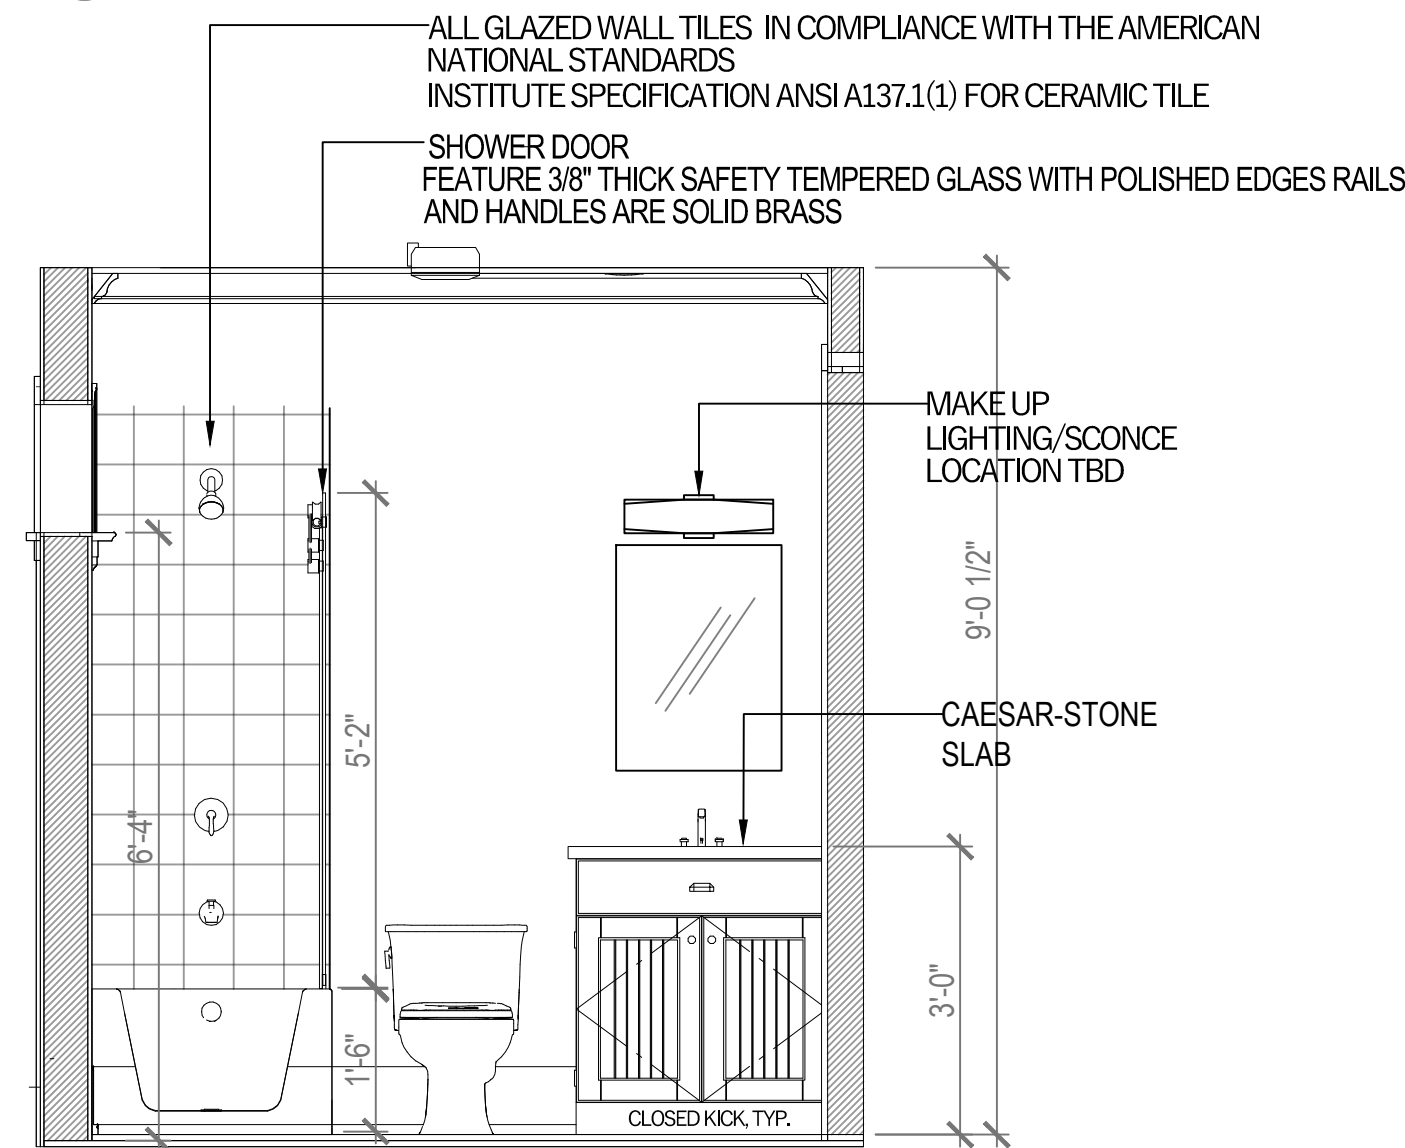 ALL GLAZED WALL TILES IN COMPLIANCE WITH THE AMERICAN
NATIONAL STANDARDS
INSTITUTE SPECIFICATION ANSI A137.1(1) FOR CERAMIC TILE
SHOWER DOOR
FEATURE 3/8" THICK SAFETY TEMPERED GLASS WITH POLISHED EDGES RAILS
AND HANDLES ARE SOLID BRASS
MAKE UP
LIGHTING/SCONCE
LOCATION TBD
9'-0 1/2"
CAESAR-STONE
SLAB
5'-2"
6'-4"
3'-0"
1'-6"
CLOSED KICK, TYP.